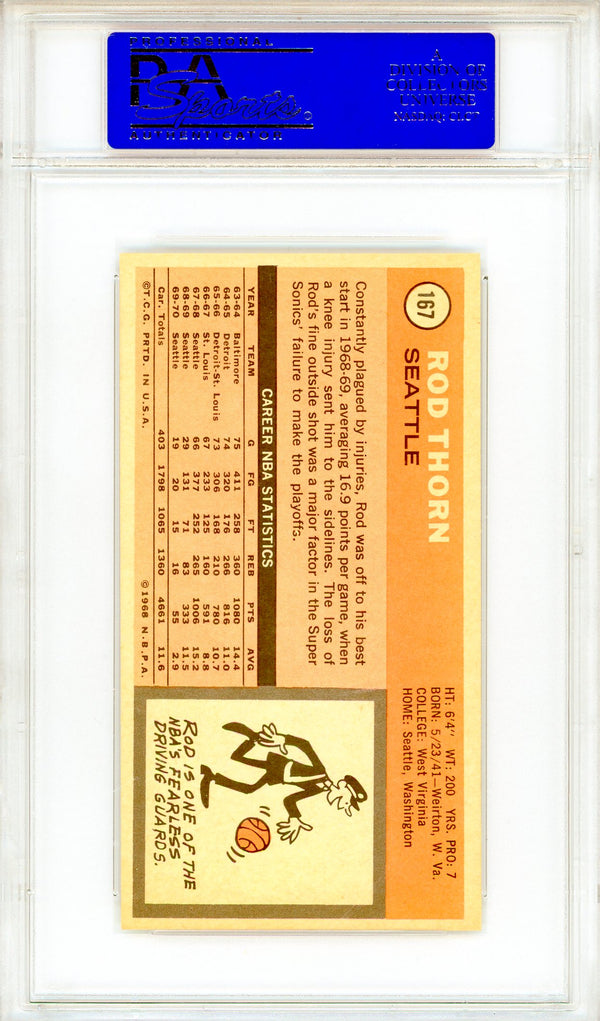 PROFESSIONAL
PSA
Sports
AUTHENTICATOR
A
DIVISION OF
COLLECTORS
UNIVERSE
NASDAQ: CLCT
167
ROD THORN
SEATTLE
HT: 6'4" WT: 200 YRS. PRO: 7
BORN: 5/23/41—Weirton, W. Va.
COLLEGE: West Virginia
HOME: Seattle, Washington
Constantly plagued by injuries, Rod was off to his best
start in 1968-69, averaging 16.9 points per game, when
a knee injury sent him to the sidelines. The loss of
Rod's fine outside shot was a major factor in the Super
Sonics' failure to make the playoffs.
CAREER NBA STATISTICS
YEAR TEAM G FG FT REB PTS AVG
63-64 Baltimore 75 411 258 360 1080 14.4
64-65 Detroit 74 320 176 266 816 11.0
65-66 Detroit-St. Louis 73 306 168 210 780 10.7
66-67 St. Louis 67 233 125 160 591 8.8
67-68 Seattle 66 377 252 265 1006 15.2
68-69 Seattle 29 131 71 83 333 11.5
69-70 Seattle 19 20 15 16 55 2.9
Car. Totals 403 1798 1065 1360 4661 11.6
©T.C.G. PRTD. IN U.S.A. ©1968 N.B.P.A.
ROD IS ONE OF THE
NBA'S FEARLESS
DRIVING GUARDS.